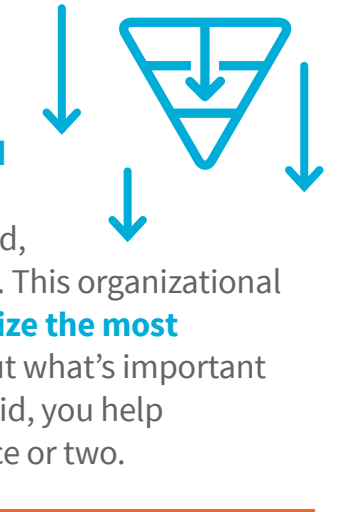 d,
. This organizational
ize the most
ut what’s important
id, you help
ce or two.